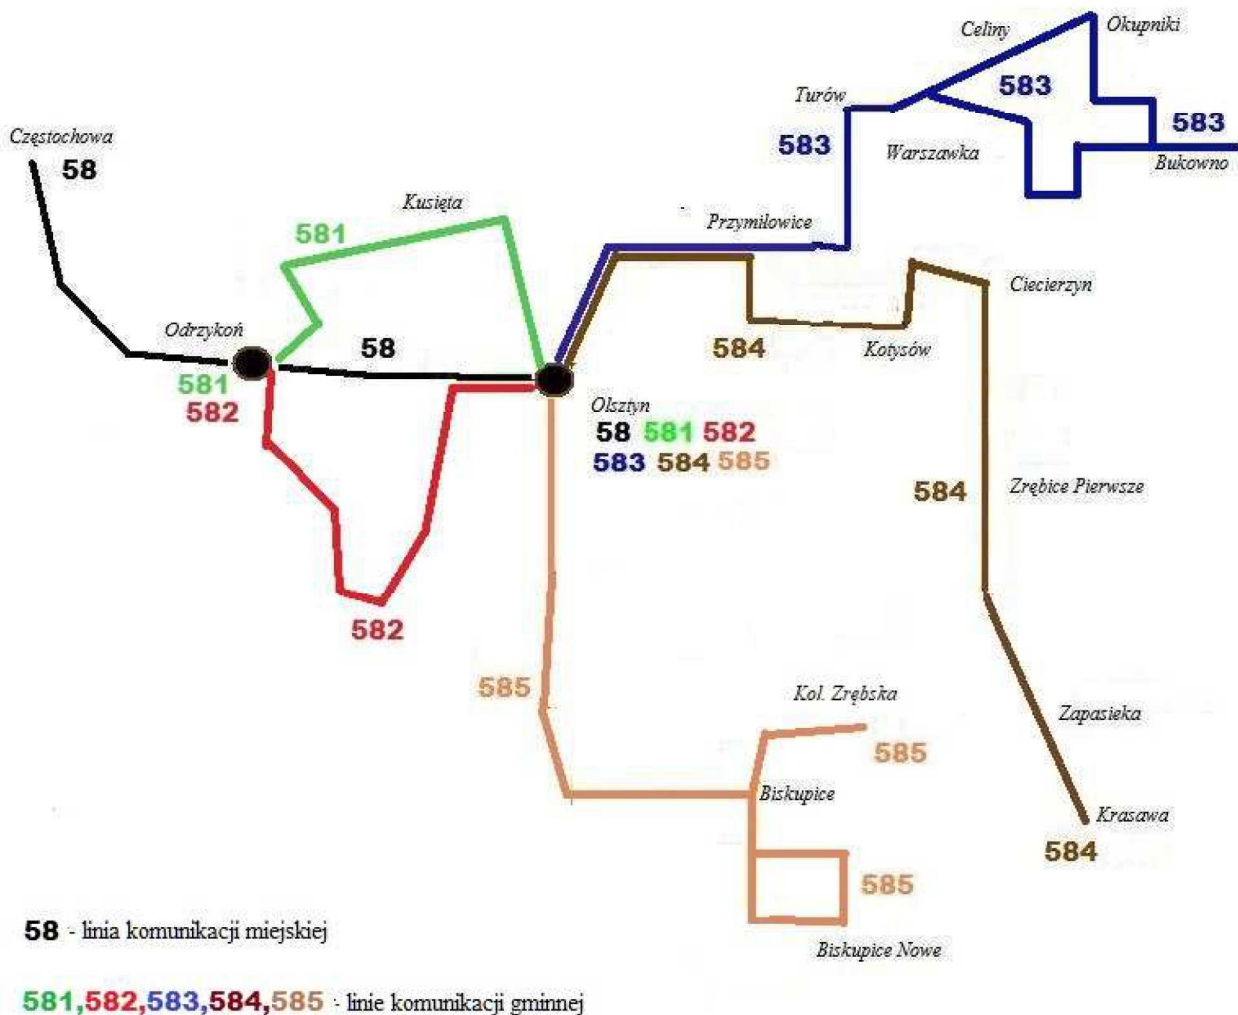 Celiny
Okupniki
583
Turów
583
583
Warszawka
Bukowno
Częstochowa
58
Kusięta
581
Przymiłowice
Ciecierzyn
Odrzykoń
58
584
Kotysów
581
582
Olsztyn
58 581 582
583 584 585
584
Zrębice Pierwsze
582
585
Kol. Zrębska
585
Zapasieka
Biskupice
Krasawa
584
585
Biskupice Nowe
58 - linia komunikacji miejskiej
581,582,583,584,585 - linie komunikacji gminnej